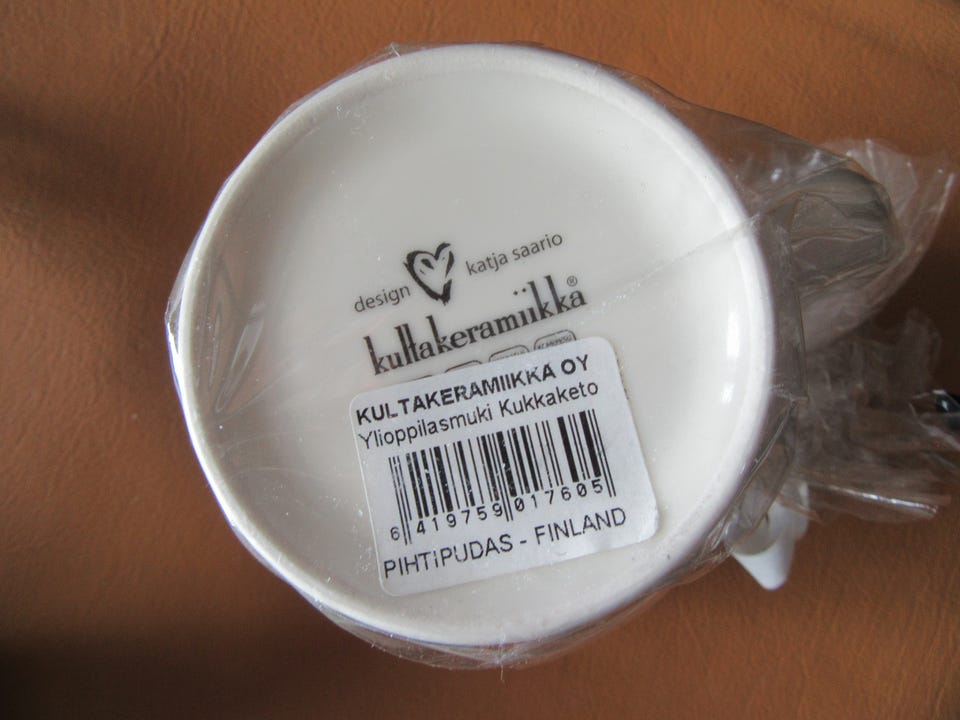 design katja saario
kultakeramiikka®
KULTAKERAMIIKKA OY
Ylioppilasmuki Kukkaketo
6 419759 017605
PIHTIPUDAS - FINLAND